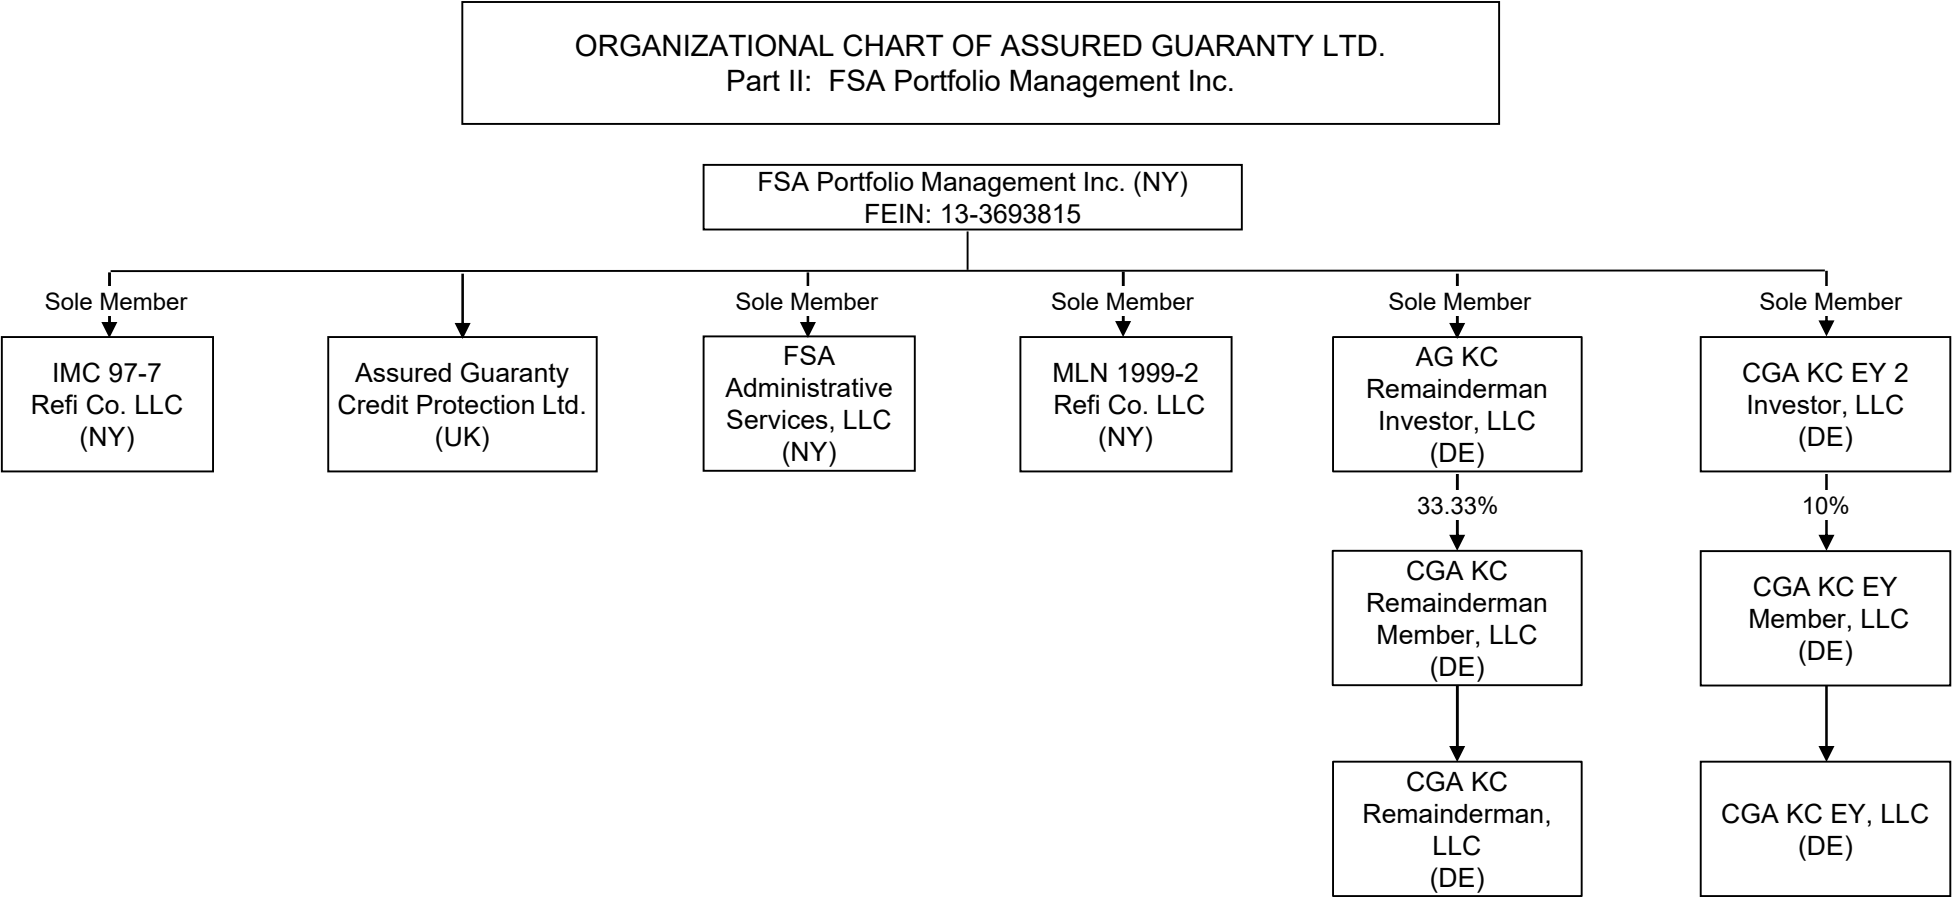 ORGANIZATIONAL CHART OF ASSURED GUARANTY LTD.
Part II:  FSA Portfolio Management Inc.
FSA Portfolio Management Inc. (NY)
FEIN: 13-3693815
Sole Member
Sole Member
Sole Member
Sole Member
Sole Member
IMC 97-7
Refi Co. LLC
(NY)
Assured Guaranty
Credit Protection Ltd.
(UK)
FSA
Administrative
Services, LLC
(NY)
MLN 1999-2
Refi Co. LLC
(NY)
AG KC
Remainderman
Investor, LLC
(DE)
CGA KC EY 2
Investor, LLC
(DE)
33.33%
10%
CGA KC
Remainderman
Member, LLC
(DE)
CGA KC EY
Member, LLC
(DE)
CGA KC
Remainderman,
LLC
(DE)
CGA KC EY, LLC
(DE)